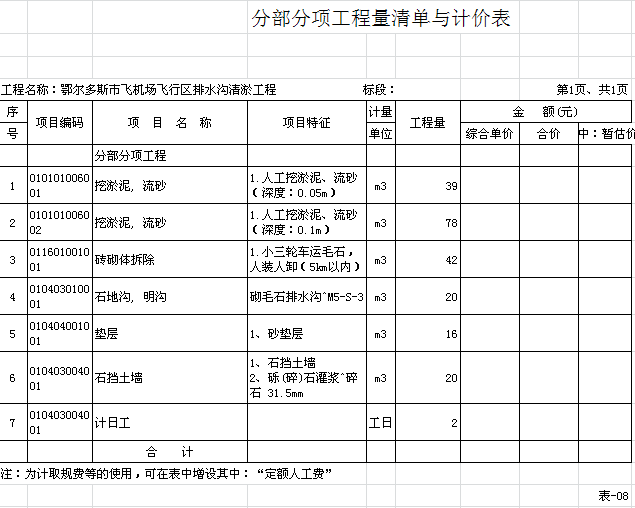 分部分项工程量清单与计价表
工程名称：鄂尔多斯市飞机场飞行区排水沟清淤工程 标段： 第1页、共1页
序号 项目编码 项 目 名 称 项目特征 计量单位 工程量 金 额(元)
综合单价 合价 中：暂估价
分部分项工程
1 010101006001 挖淤泥, 流砂 1.人工挖淤泥、流砂（深度：0.05m） m3 39
2 010101006002 挖淤泥, 流砂 1.人工挖淤泥、流砂（深度：0.1m） m3 78
3 011601001001 砖砌体拆除 1.小三轮车运毛石，人装人卸（5km以内） m3 42
4 010403010001 石地沟, 明沟 砌毛石排水沟^M5-S-3 m3 20
5 010404001001 垫层 1、砂垫层 m3 16
6 010403004001 石挡土墙 1、石挡土墙
2、砾(碎)石灌浆^碎石 31.5mm m3 20
7 010403004001 计日工 工日 2
合 计
注：为计取规费等的使用，可在表中增设其中：“定额人工费”
表-08